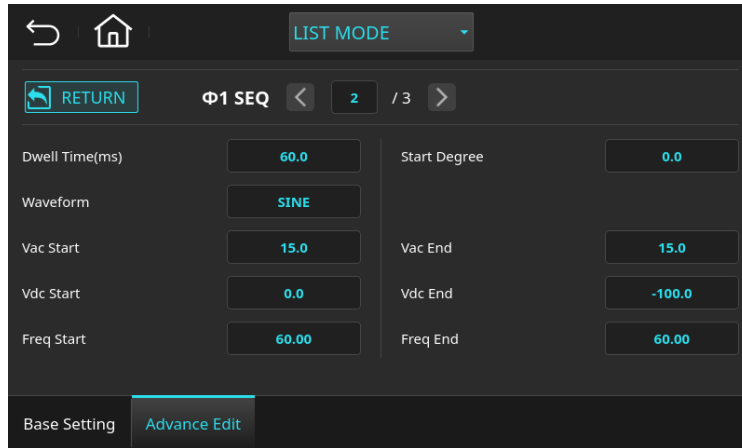 LIST MODE
RETURN Φ1 SEQ 2 / 3
Dwell Time(ms) 60.0 Start Degree 0.0
Waveform SINE
Vac Start 15.0 Vac End 15.0
Vdc Start 0.0 Vdc End -100.0
Freq Start 60.00 Freq End 60.00
Base Setting Advance Edit